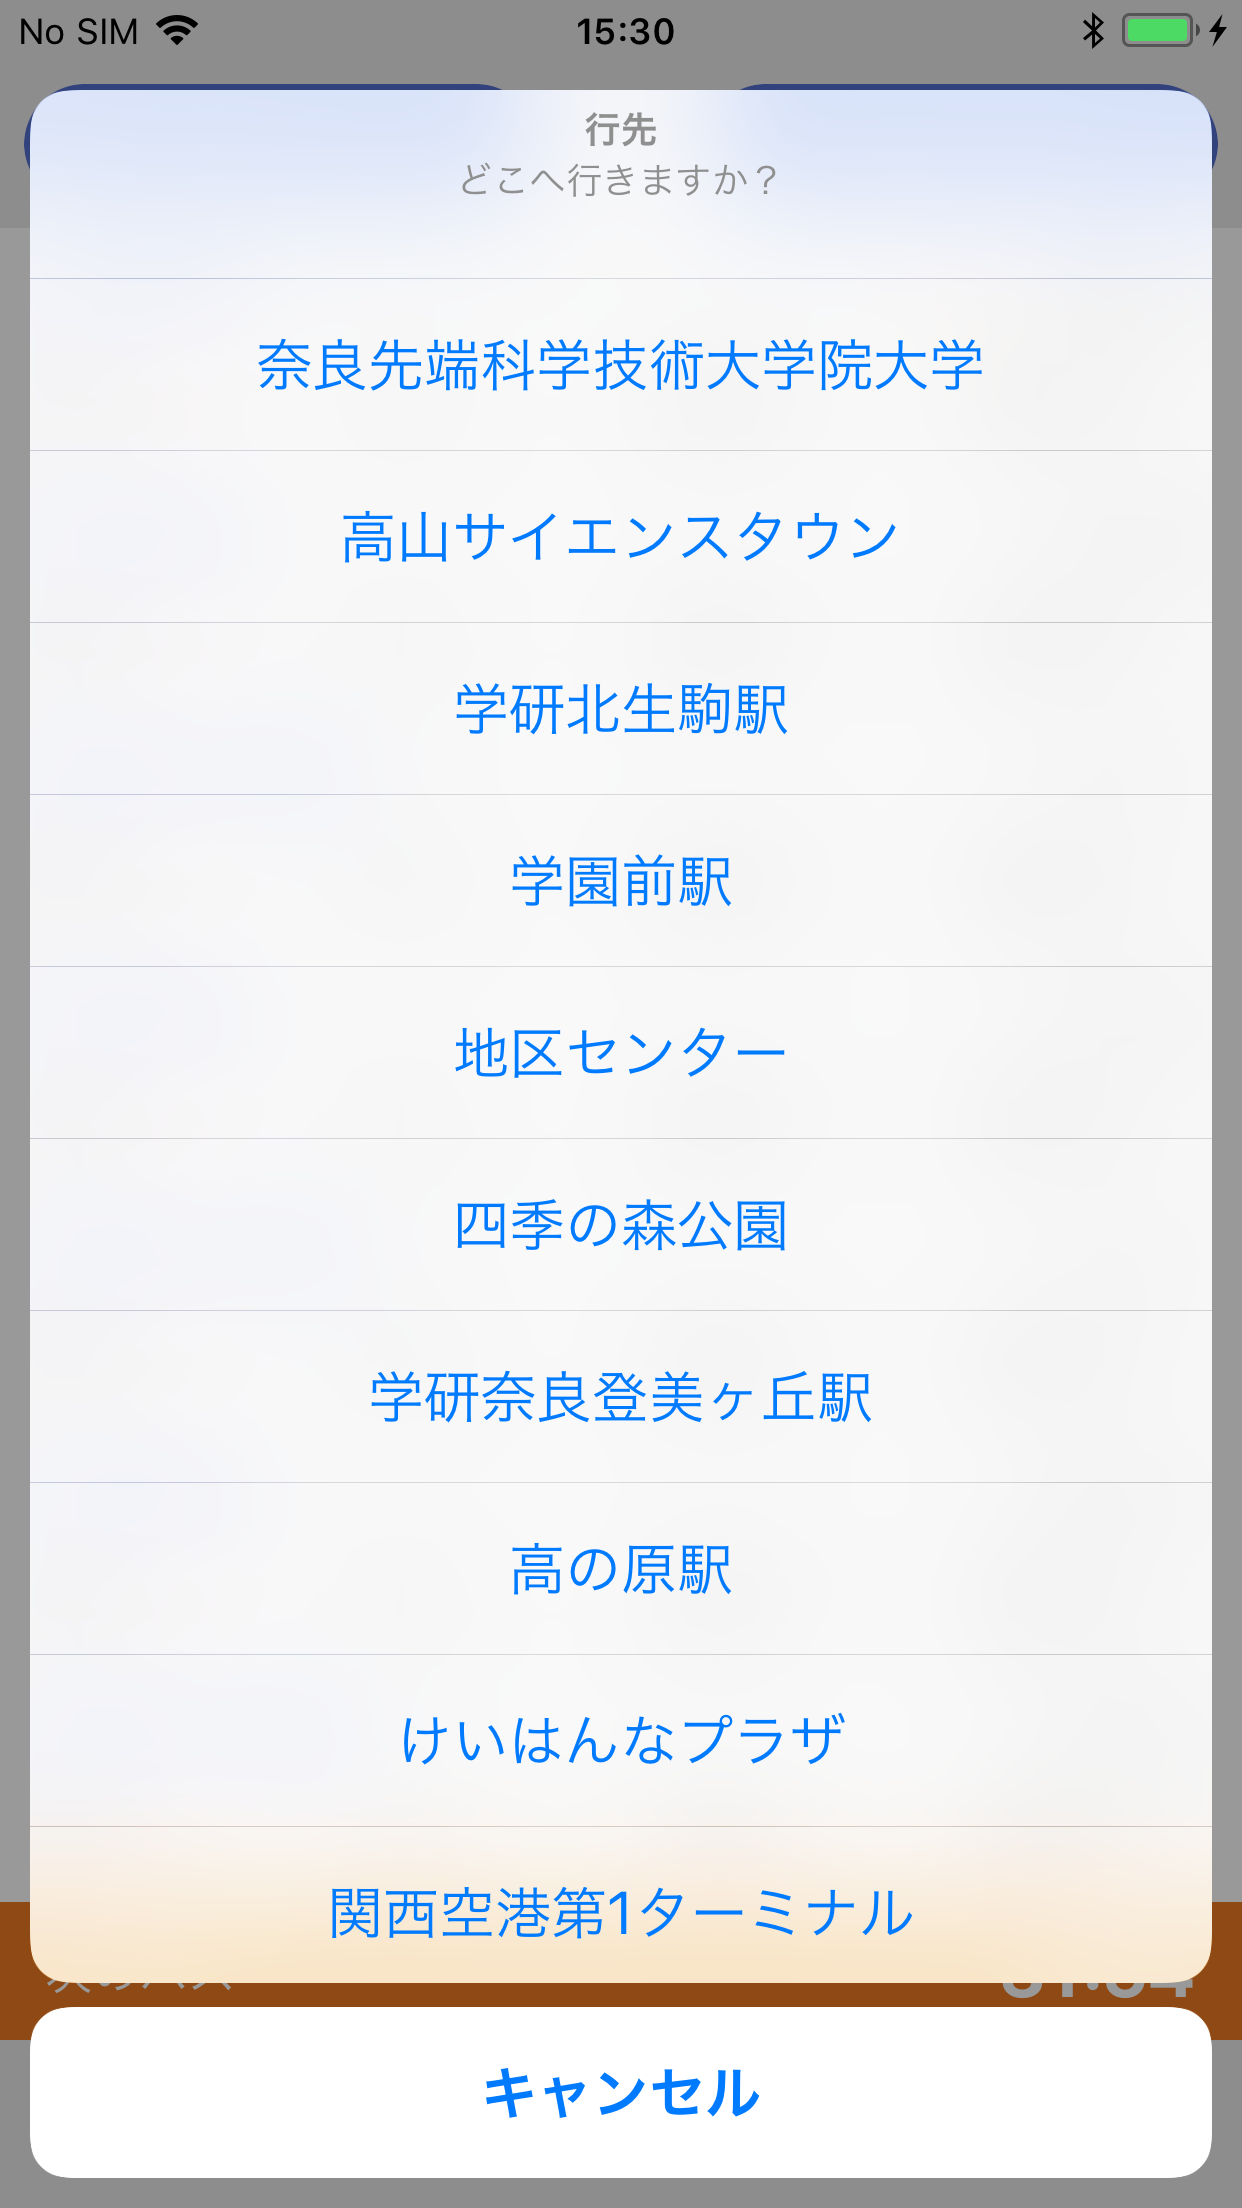 No SIM 15:30
行先
どこへ行きますか？
奈良先端科学技術大学院大学
高山サイエンスタウン
学研北生駒駅
学園前駅
地区センター
四季の森公園
学研奈良登美ヶ丘駅
高の原駅
けいはんなプラザ
関西空港第1ターミナル
キャンセル